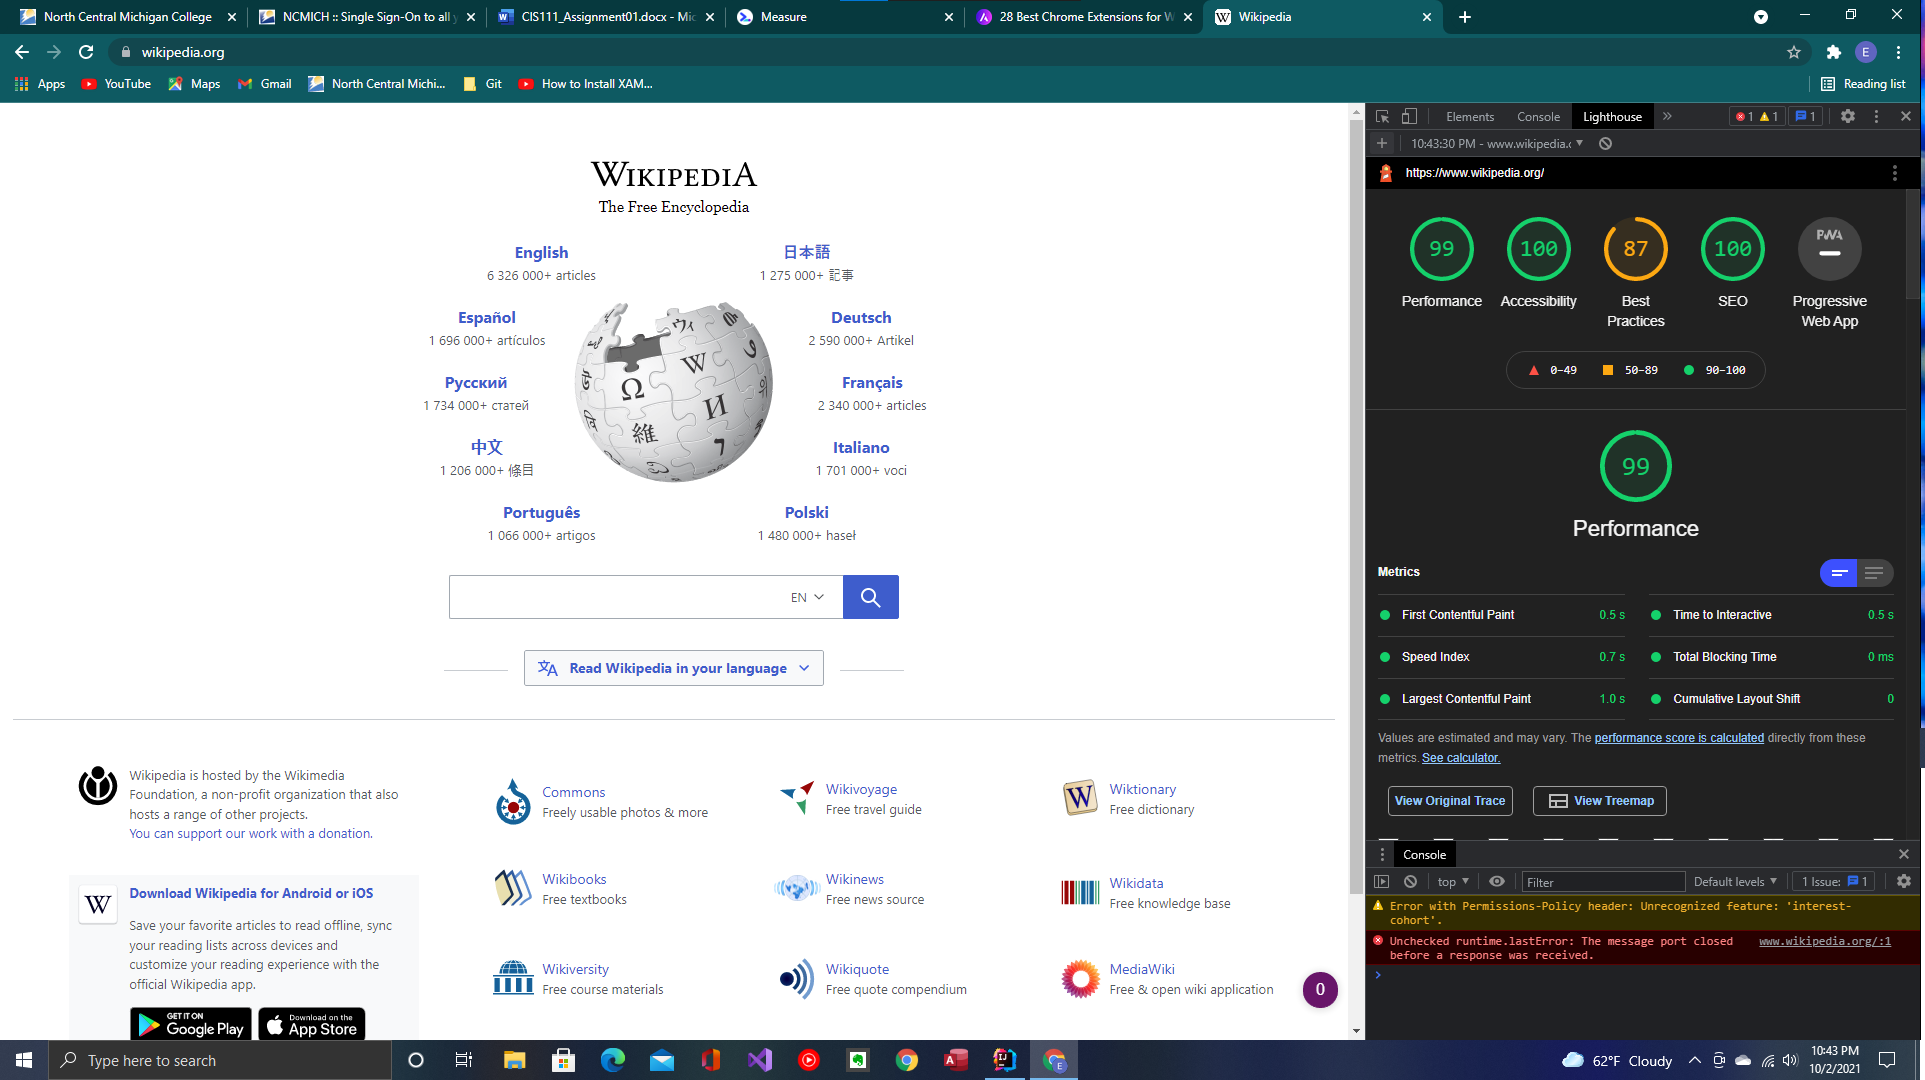 North Central Michigan College
NCMICH :: Single Sign-On to all y
CIS111_Assignment01.docx - Mic
Measure
28 Best Chrome Extensions for W
Wikipedia
wikipedia.org
E
Apps
YouTube
Maps
Gmail
North Central Michi...
Git
How to Install XAM...
Reading list
WIKIPEDIA
The Free Encyclopedia
English
6 326 000+ articles
日本語
1 275 000+ 記事
Español
1 696 000+ artículos
Deutsch
2 590 000+ Artikel
Русский
1 734 000+ статей
Français
2 340 000+ articles
中文
1 206 000+ 條目
Italiano
1 701 000+ voci
Português
1 066 000+ artigos
Polski
1 480 000+ haseł
Ω
W
И
維
EN
Read Wikipedia in your language
Wikipedia is hosted by the Wikimedia
Foundation, a non-profit organization that also
hosts a range of other projects.
You can support our work with a donation.
W
Download Wikipedia for Android or iOS
Save your favorite articles to read offline, sync
your reading lists across devices and
customize your reading experience with the
official Wikipedia app.
GET IT ON
Google Play
Download on the
App Store
Commons
Freely usable photos & more
Wikivoyage
Free travel guide
W
Wiktionary
Free dictionary
Wikibooks
Free textbooks
Wikinews
Free news source
Wikidata
Free knowledge base
Wikiversity
Free course materials
Wikiquote
Free quote compendium
MediaWiki
Free & open wiki application
0
Elements
Console
Lighthouse
1
1
1
10:43:30 PM - www.wikipedia.c
https://www.wikipedia.org/
99
100
87
100
PWA
Performance
Accessibility
Best
Practices
SEO
Progressive
Web App
0–49
50–89
90–100
99
Performance
Metrics
First Contentful Paint
0.5 s
Time to Interactive
0.5 s
Speed Index
0.7 s
Total Blocking Time
0 ms
Largest Contentful Paint
1.0 s
Cumulative Layout Shift
0
Values are estimated and may vary. The performance score is calculated directly from these
metrics. See calculator.
View Original Trace
View Treemap
Console
top
Filter
Default levels
1 Issue:
1
Error with Permissions-Policy header: Unrecognized feature: 'interest-
cohort'.
Unchecked runtime.lastError: The message port closed
www.wikipedia.org/:1
before a response was received.
Type here to search
62°F Cloudy
10:43 PM
10/2/2021